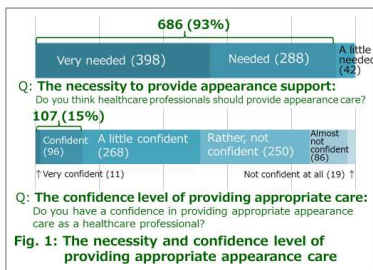 686 (93%)
Very needed (398)
Needed (288)
A little
needed
(42)
Q: The necessity to provide appearance support:
Do you think healthcare professionals should provide appearance care?
107 (15%)
Confident
(96)
A little confident
(268)
Rather, not
confident (250)
Almost
not
confident
(86)
↑Very confident (11)
Not confident at all (19) ↑
Q: The confidence level of providing appropriate care:
Do you have a confidence in providing appropriate appearance
care as a healthcare professional?
Fig. 1: The necessity and confidence level of
providing appropriate appearance care